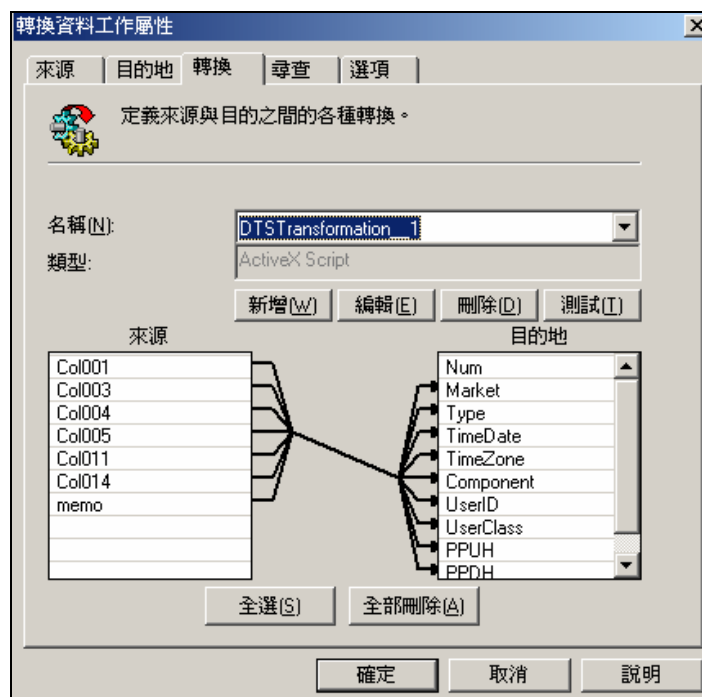 轉換資料工作屬性
來源 目的地 轉換 尋查 選項
定義來源與目的之間的各種轉換。
名稱(N): DTSTransformation__1
類型: ActiveX Script
新增(W) 編輯(E) 刪除(D) 測試(T)
來源 目的地
Col001 Num
Col003 Market
Col004 Type
Col005 TimeDate
Col011 TimeZone
Col014 Component
memo UserID
UserClass
PPUH
PPDH
全選(S) 全部刪除(A)
確定 取消 說明